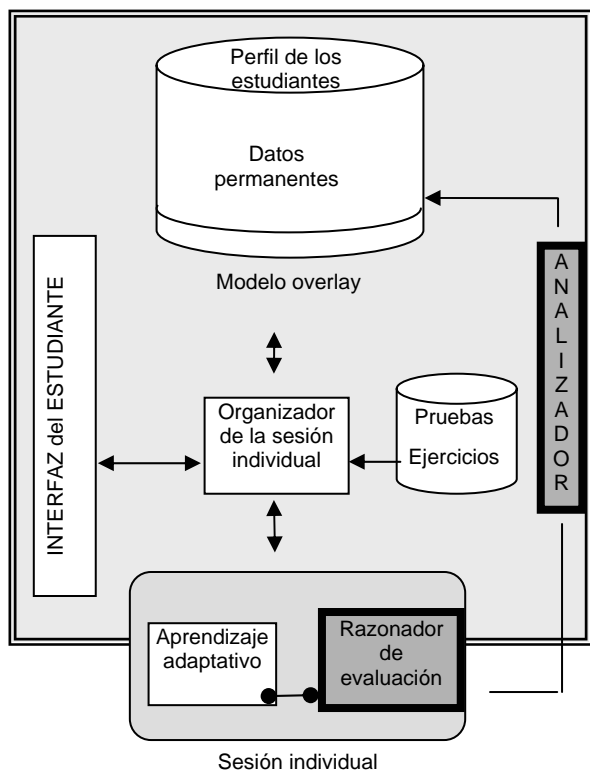 Perfil de los
estudiantes
Datos
permanentes
Modelo overlay
INTERFAZ del ESTUDIANTE
Organizador
de la sesión
individual
Pruebas
Ejercicios
ANALIZADOR
Aprendizaje
adaptativo
Razonador
de
evaluación
Sesión individual